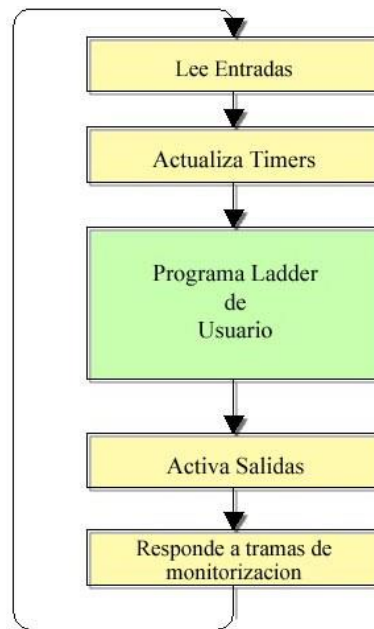 Lee Entradas
Actualiza Timers
Programa Ladder
de
Usuario
Activa Salidas
Responde a tramas de
monitorizacion